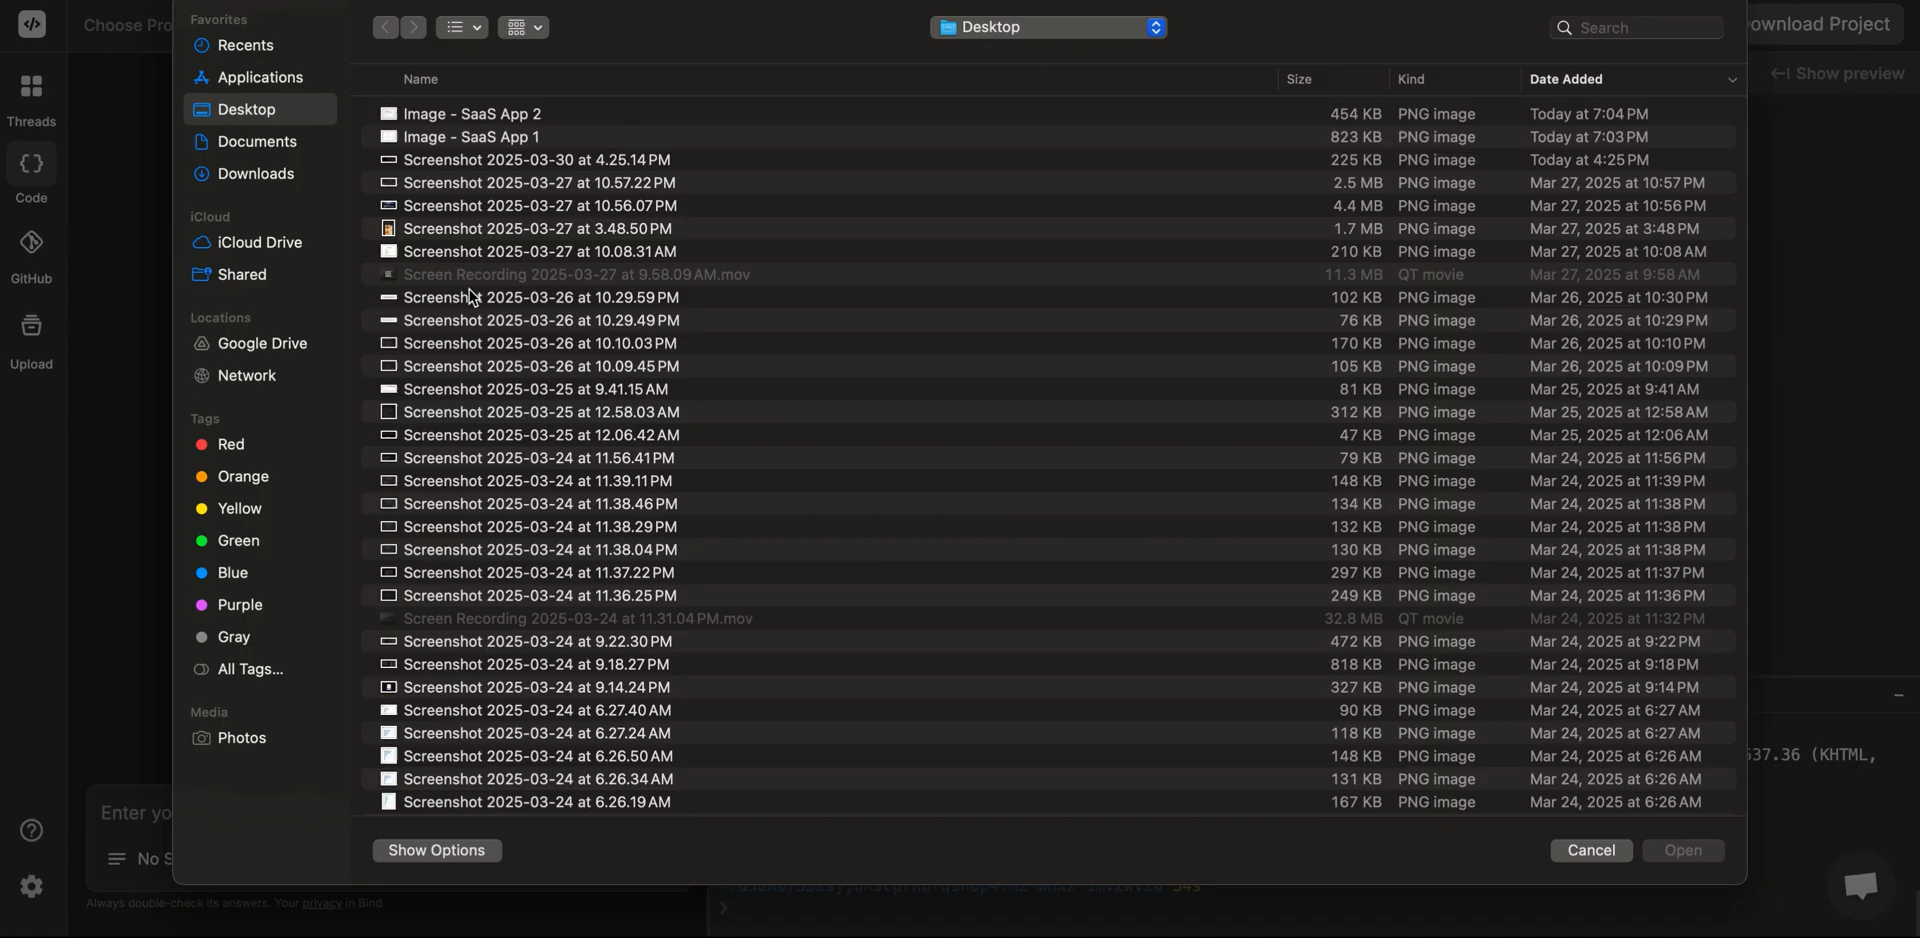 Choose Pro
Download Project
Show preview
Threads
Code
GitHub
Upload
Favorites
Recents
Applications
Desktop
Documents
Downloads
iCloud
iCloud Drive
Shared
Locations
Google Drive
Network
Tags
Red
Orange
Yellow
Green
Blue
Purple
Gray
All Tags...
Media
Photos
Desktop
Search
Name Size Kind Date Added
Image - SaaS App 2 454 KB PNG image Today at 7:04 PM
Image - SaaS App 1 823 KB PNG image Today at 7:03 PM
Screenshot 2025-03-30 at 4.25.14 PM 225 KB PNG image Today at 4:25 PM
Screenshot 2025-03-27 at 10.57.22 PM 2.5 MB PNG image Mar 27, 2025 at 10:57 PM
Screenshot 2025-03-27 at 10.56.07 PM 4.4 MB PNG image Mar 27, 2025 at 10:56 PM
Screenshot 2025-03-27 at 3.48.50 PM 1.7 MB PNG image Mar 27, 2025 at 3:48 PM
Screenshot 2025-03-27 at 10.08.31 AM 210 KB PNG image Mar 27, 2025 at 10:08 AM
Screen Recording 2025-03-27 at 9.58.09 AM.mov 11.3 MB QT movie Mar 27, 2025 at 9:58 AM
Screenshot 2025-03-26 at 10.29.59 PM 102 KB PNG image Mar 26, 2025 at 10:30 PM
Screenshot 2025-03-26 at 10.29.49 PM 76 KB PNG image Mar 26, 2025 at 10:29 PM
Screenshot 2025-03-26 at 10.10.03 PM 170 KB PNG image Mar 26, 2025 at 10:10 PM
Screenshot 2025-03-26 at 10.09.45 PM 105 KB PNG image Mar 26, 2025 at 10:09 PM
Screenshot 2025-03-25 at 9.41.15 AM 81 KB PNG image Mar 25, 2025 at 9:41 AM
Screenshot 2025-03-25 at 12.58.03 AM 312 KB PNG image Mar 25, 2025 at 12:58 AM
Screenshot 2025-03-25 at 12.06.42 AM 47 KB PNG image Mar 25, 2025 at 12:06 AM
Screenshot 2025-03-24 at 11.56.41 PM 79 KB PNG image Mar 24, 2025 at 11:56 PM
Screenshot 2025-03-24 at 11.39.11 PM 148 KB PNG image Mar 24, 2025 at 11:39 PM
Screenshot 2025-03-24 at 11.38.46 PM 134 KB PNG image Mar 24, 2025 at 11:38 PM
Screenshot 2025-03-24 at 11.38.29 PM 132 KB PNG image Mar 24, 2025 at 11:38 PM
Screenshot 2025-03-24 at 11.38.04 PM 130 KB PNG image Mar 24, 2025 at 11:38 PM
Screenshot 2025-03-24 at 11.37.22 PM 297 KB PNG image Mar 24, 2025 at 11:37 PM
Screenshot 2025-03-24 at 11.36.25 PM 249 KB PNG image Mar 24, 2025 at 11:36 PM
Screen Recording 2025-03-24 at 11.31.04 PM.mov 32.8 MB QT movie Mar 24, 2025 at 11:32 PM
Screenshot 2025-03-24 at 9.22.30 PM 472 KB PNG image Mar 24, 2025 at 9:22 PM
Screenshot 2025-03-24 at 9.18.27 PM 818 KB PNG image Mar 24, 2025 at 9:18 PM
Screenshot 2025-03-24 at 9.14.24 PM 327 KB PNG image Mar 24, 2025 at 9:14 PM
Screenshot 2025-03-24 at 6.27.40 AM 90 KB PNG image Mar 24, 2025 at 6:27 AM
Screenshot 2025-03-24 at 6.27.24 AM 118 KB PNG image Mar 24, 2025 at 6:27 AM
Screenshot 2025-03-24 at 6.26.50 AM 148 KB PNG image Mar 24, 2025 at 6:26 AM
Screenshot 2025-03-24 at 6.26.34 AM 131 KB PNG image Mar 24, 2025 at 6:26 AM
Screenshot 2025-03-24 at 6.26.19 AM 167 KB PNG image Mar 24, 2025 at 6:26 AM
Show Options Cancel Open
537.36 (KHTML,
Enter yo
No S
Always double-check its answers. Your privacy in Bind